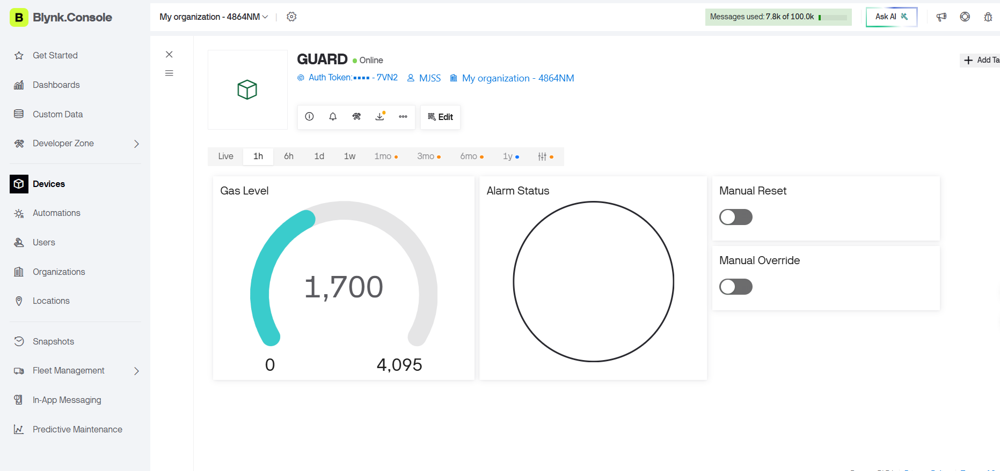 B Blynk.Console
My organization - 4864NM
Messages used: 7.8k of 100.0k
Ask AI
Get Started
Dashboards
Custom Data
Developer Zone
Devices
Automations
Users
Organizations
Locations
Snapshots
Fleet Management
In-App Messaging
Predictive Maintenance
GUARD Online
Add Ta
Auth Token:▪▪▪▪ - 7VN2 MJSS My organization - 4864NM
Edit
Live 1h 6h 1d 1w 1mo 3mo 6mo 1y
Gas Level
1,700
0 4,095
Alarm Status
Manual Reset
Manual Override